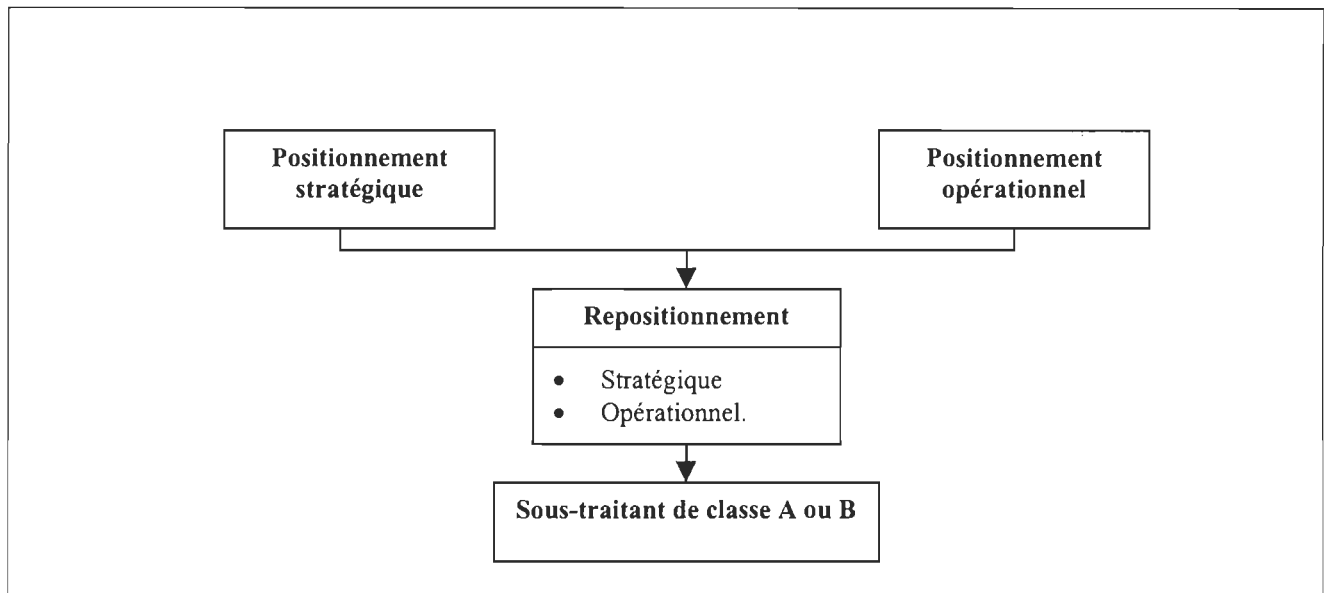 Positionnement
stratégique
Positionnement
opérationnel
Repositionnement
• Stratégique
• Opérationnel.
Sous-traitant de classe A ou B